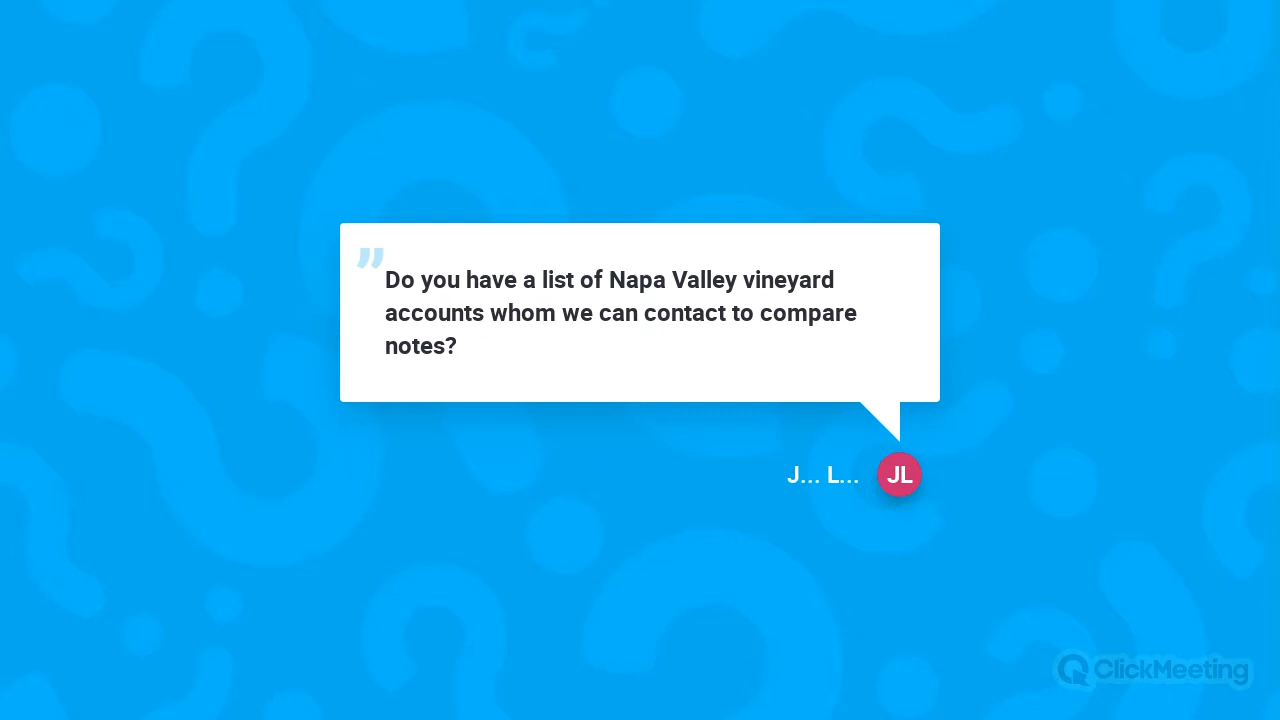 ”
Do you have a list of Napa Valley vineyard
accounts whom we can contact to compare
notes?
J... L... JL
ClickMeeting